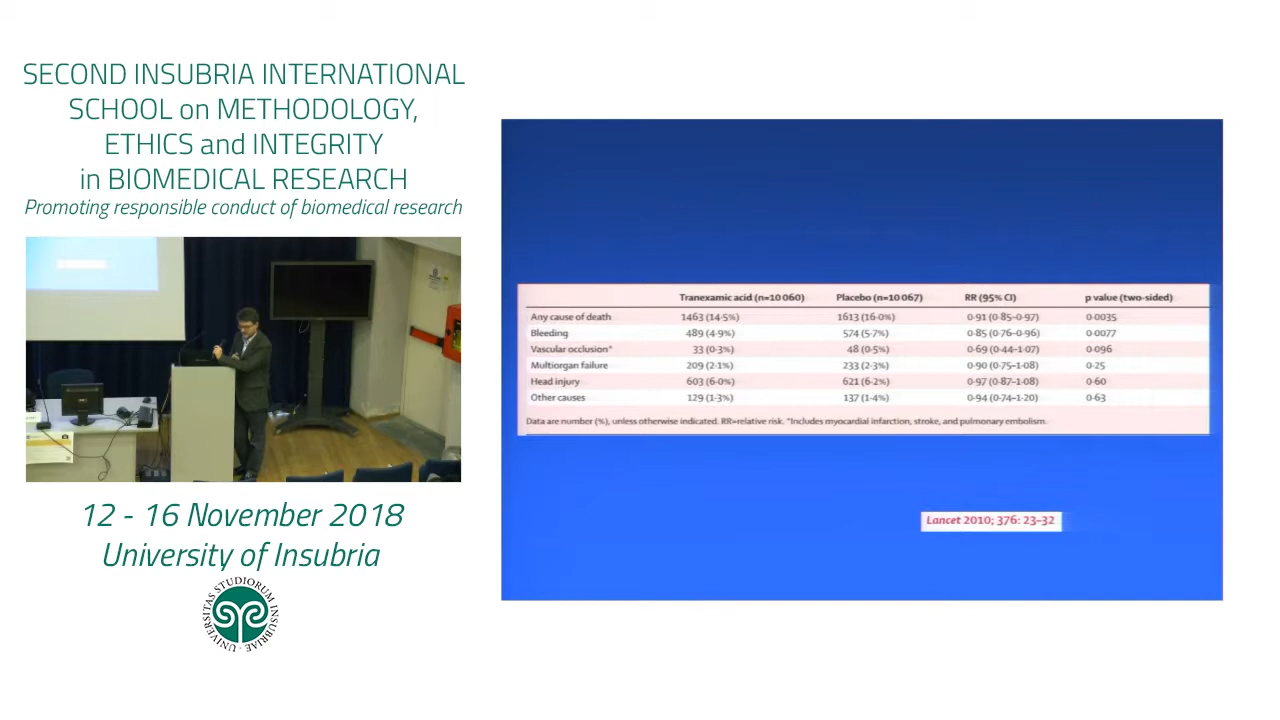 SECOND INSUBRIA INTERNATIONAL
SCHOOL on METHODOLOGY,
ETHICS and INTEGRITY
in BIOMEDICAL RESEARCH
Promoting responsible conduct of biomedical research
12 - 16 November 2018
University of Insubria
UNIVERSITAS STUDIORUM INSUBRIAE
Tranexamic acid (n=10 060) Placebo (n=10 067) RR (95% CI) p value (two-sided)
Any cause of death 1463 (14·5%) 1613 (16·0%) 0·91 (0·85–0·97) 0·0035
Bleeding 489 (4·9%) 574 (5·7%) 0·85 (0·76–0·96) 0·0077
Vascular occlusion* 33 (0·3%) 48 (0·5%) 0·69 (0·44–1·07) 0·096
Multiorgan failure 209 (2·1%) 233 (2·3%) 0·90 (0·75–1·08) 0·25
Head injury 603 (6·0%) 621 (6·2%) 0·97 (0·87–1·08) 0·60
Other causes 129 (1·3%) 137 (1·4%) 0·94 (0·74–1·20) 0·63
Data are number (%), unless otherwise indicated. RR=relative risk. *Includes myocardial infarction, stroke, and pulmonary embolism.
Lancet 2010; 376: 23–32